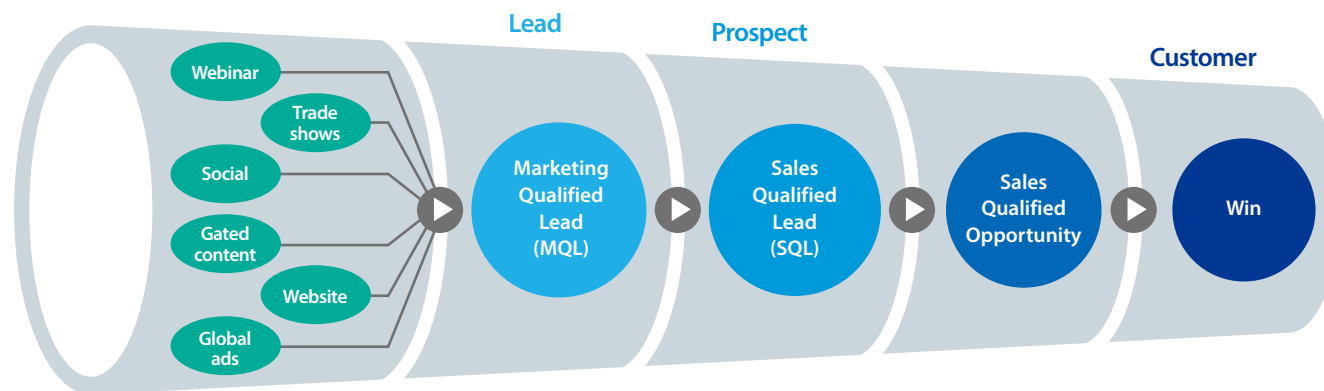 Lead
Prospect
Customer
Webinar
Trade
shows
Social
Gated
content
Website
Global
ads
Marketing
Qualified
Lead
(MQL)
Sales
Qualified
Lead
(SQL)
Sales
Qualified
Opportunity
Win